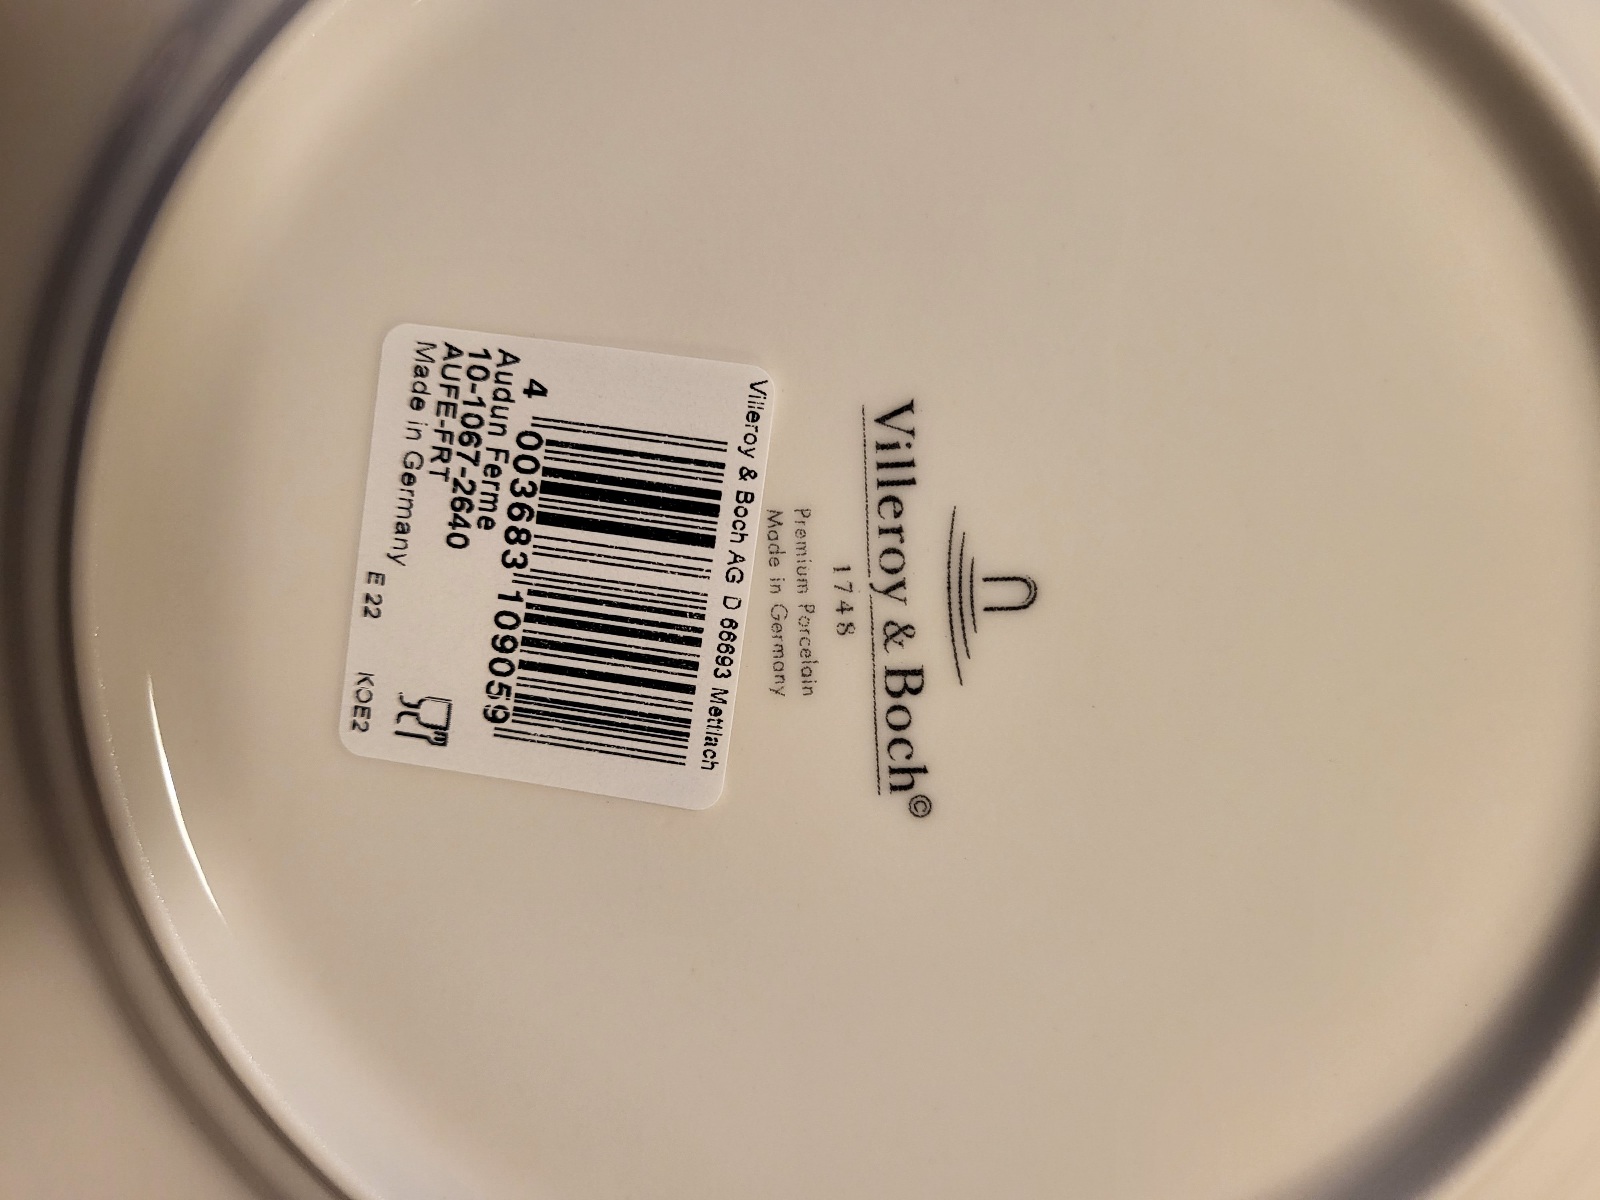 Villeroy & Boch©
1748
Premium Porcelain
Made in Germany
Villeroy & Boch AG D 66693 Mettlach
4 003683 109059
Audun Ferme
10-1067-2640
AUFE-FRT
Made in Germany
E 22 KOE2